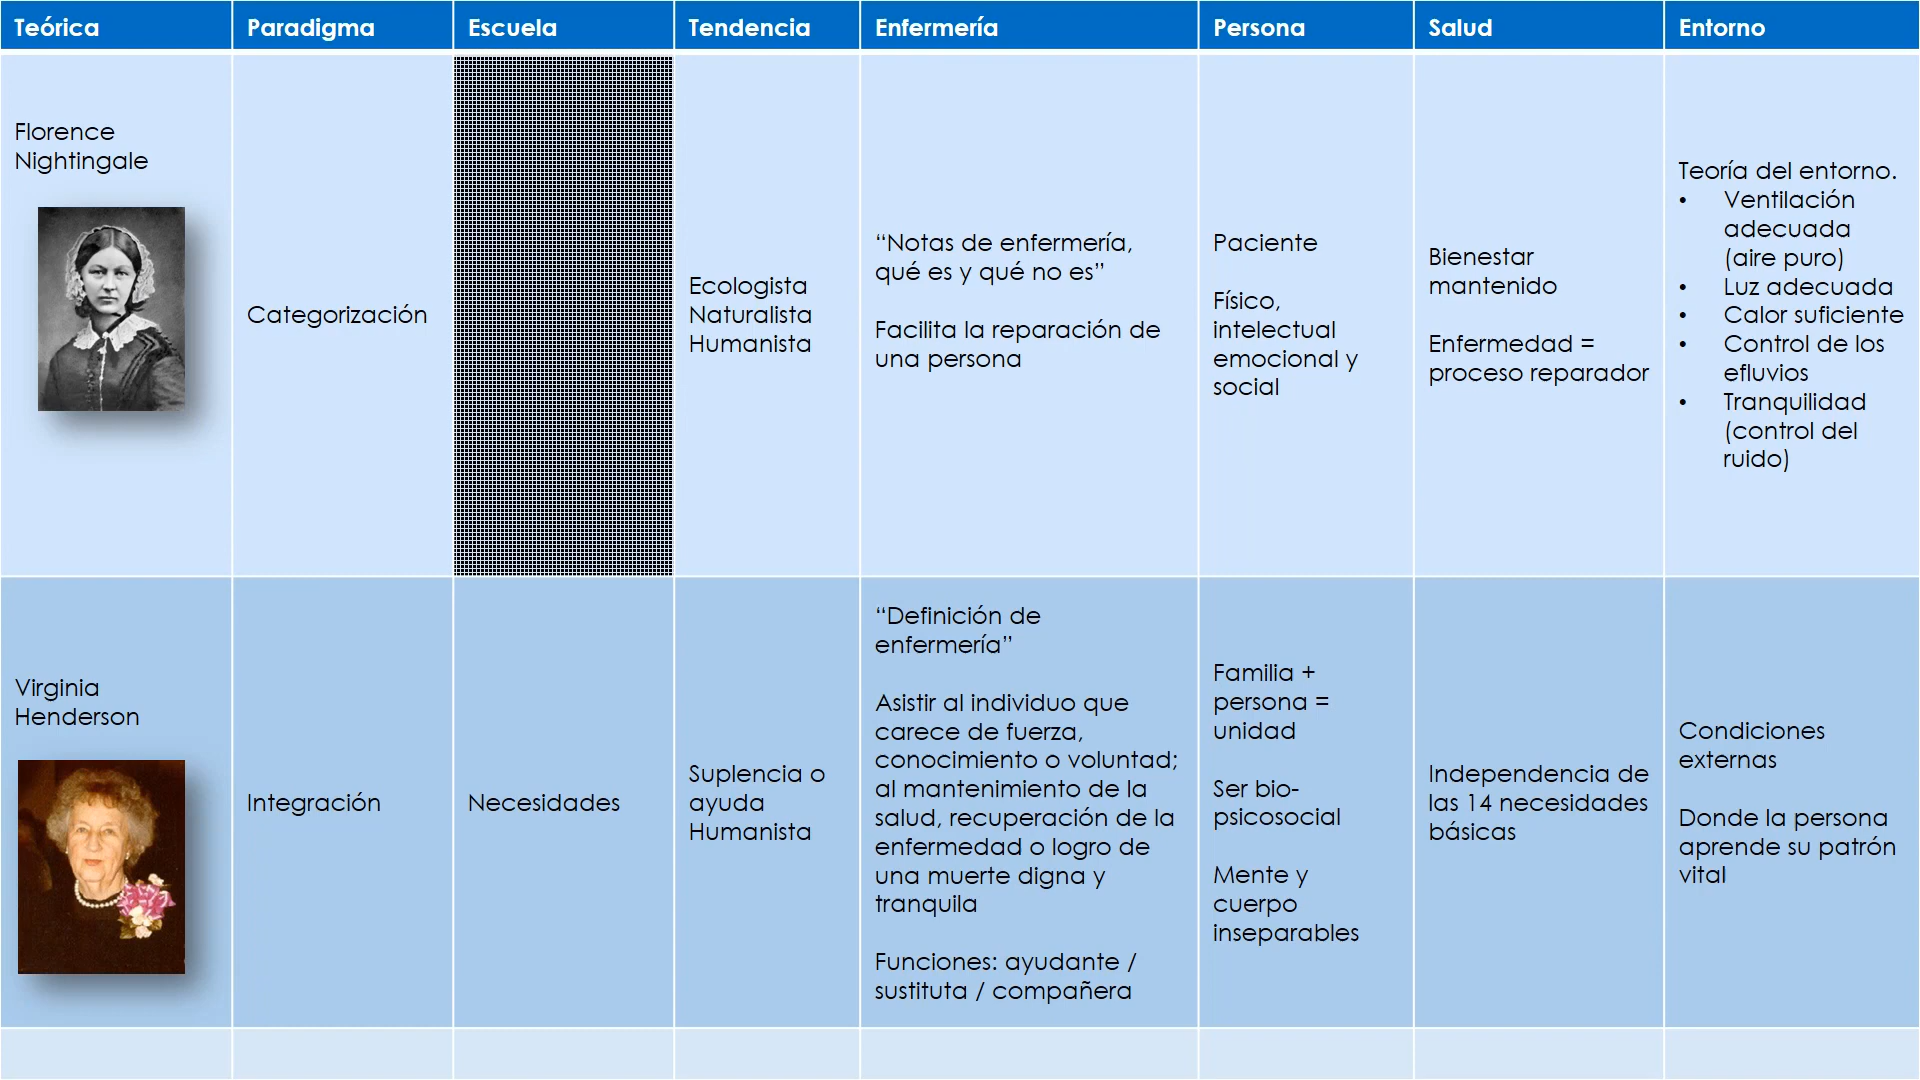 Teórica
Paradigma
Escuela
Tendencia
Enfermería
Persona
Salud
Entorno
Florence
Nightingale
Categorización
Ecologista
Naturalista
Humanista
“Notas de enfermería,
qué es y qué no es”
Facilita la reparación de
una persona
Paciente
Físico,
intelectual
emocional y
social
Bienestar
mantenido
Enfermedad =
proceso reparador
Teoría del entorno.
• Ventilación
adecuada
(aire puro)
• Luz adecuada
• Calor suficiente
• Control de los
efluvios
• Tranquilidad
(control del
ruido)
Virginia
Henderson
Integración
Necesidades
Suplencia o
ayuda
Humanista
“Definición de
enfermería”
Asistir al individuo que
carece de fuerza,
conocimiento o voluntad;
al mantenimiento de la
salud, recuperación de la
enfermedad o logro de
una muerte digna y
tranquila
Funciones: ayudante /
sustituta / compañera
Familia +
persona =
unidad
Ser bio-
psicosocial
Mente y
cuerpo
inseparables
Independencia de
las 14 necesidades
básicas
Condiciones
externas
Donde la persona
aprende su patrón
vital